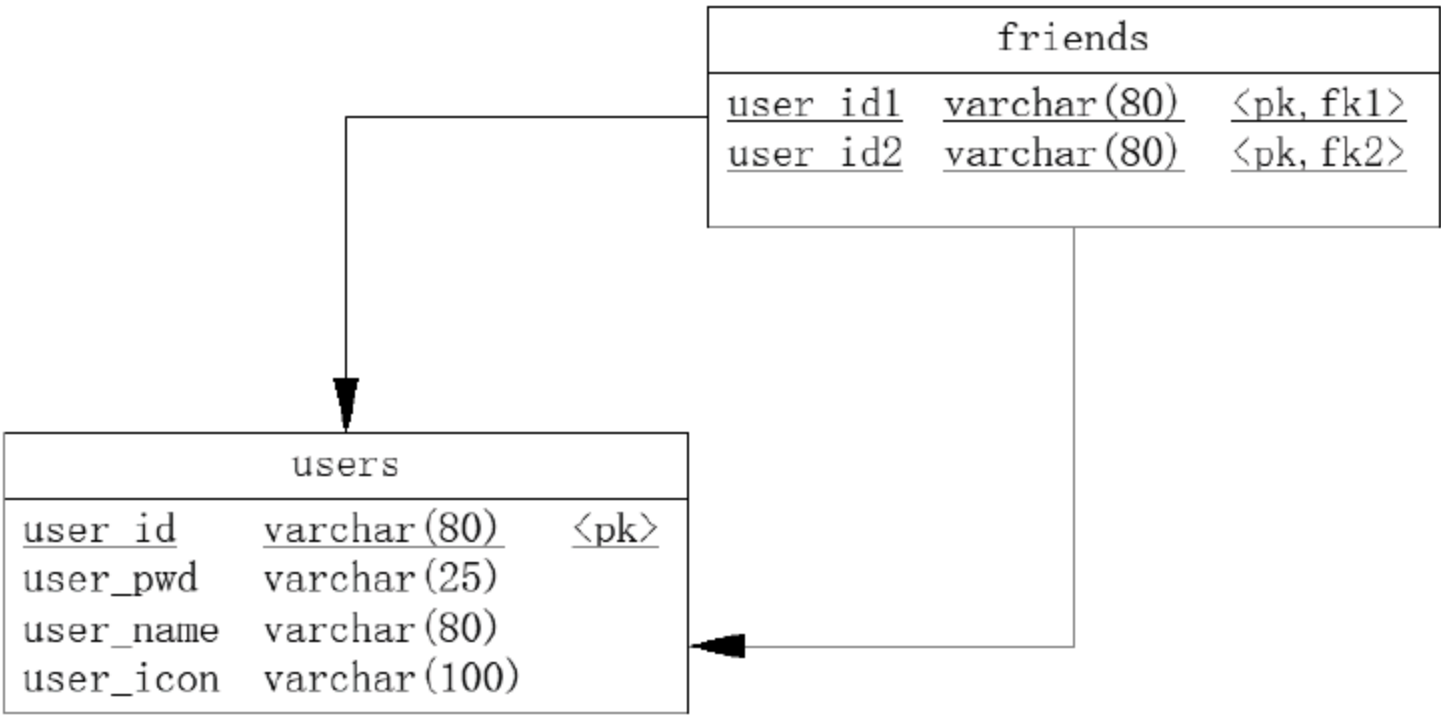 friends
user_id1 varchar(80) <pk,fk1>
user_id2 varchar(80) <pk,fk2>
users
user_id varchar(80) <pk>
user_pwd varchar(25)
user_name varchar(80)
user_icon varchar(100)